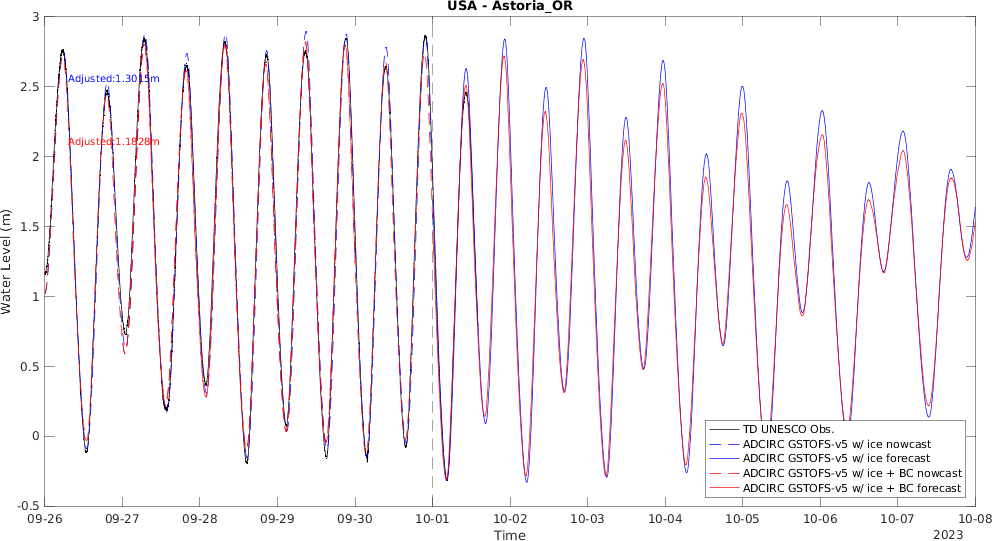 USA - Astoria_OR
3
2.5
2
1.5
1
0.5
0
-0.5
Water Level (m)
Adjusted:1.3015m
Adjusted:1.1828m
TD UNESCO Obs.
ADCIRC GSTOFS-v5 w/ ice nowcast
ADCIRC GSTOFS-v5 w/ ice forecast
ADCIRC GSTOFS-v5 w/ ice + BC nowcast
ADCIRC GSTOFS-v5 w/ ice + BC forecast
09-26 09-27 09-28 09-29 09-30 10-01 10-02 10-03 10-04 10-05 10-06 10-07 10-08
Time
2023